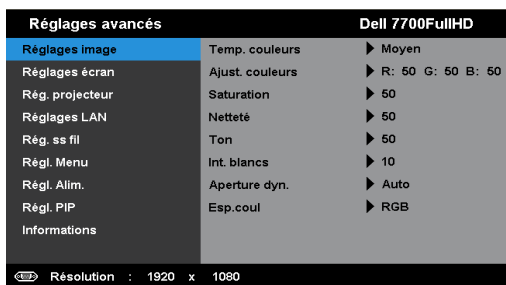 Réglages avancés Dell 7700FullHD
Réglages image Temp. couleurs Moyen
Réglages écran Ajust. couleurs R: 50 G: 50 B: 50
Rég. projecteur Saturation 50
Réglages LAN Netteté 50
Rég. ss fil Ton 50
Régl. Menu Int. blancs 10
Régl. Alim. Aperture dyn. Auto
Régl. PIP Esp.coul RGB
Informations
Résolution : 1920 x 1080